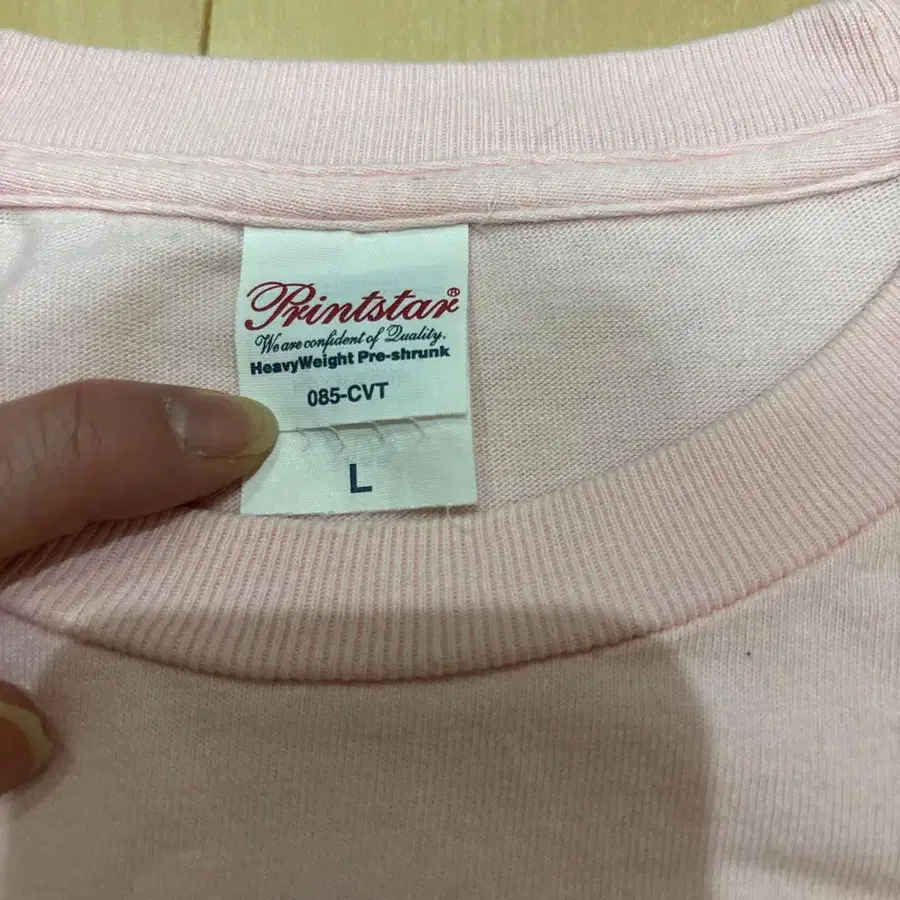 Printstar®
We are confident of Quality.
HeavyWeight Pre-shrunk
085-CVT
L